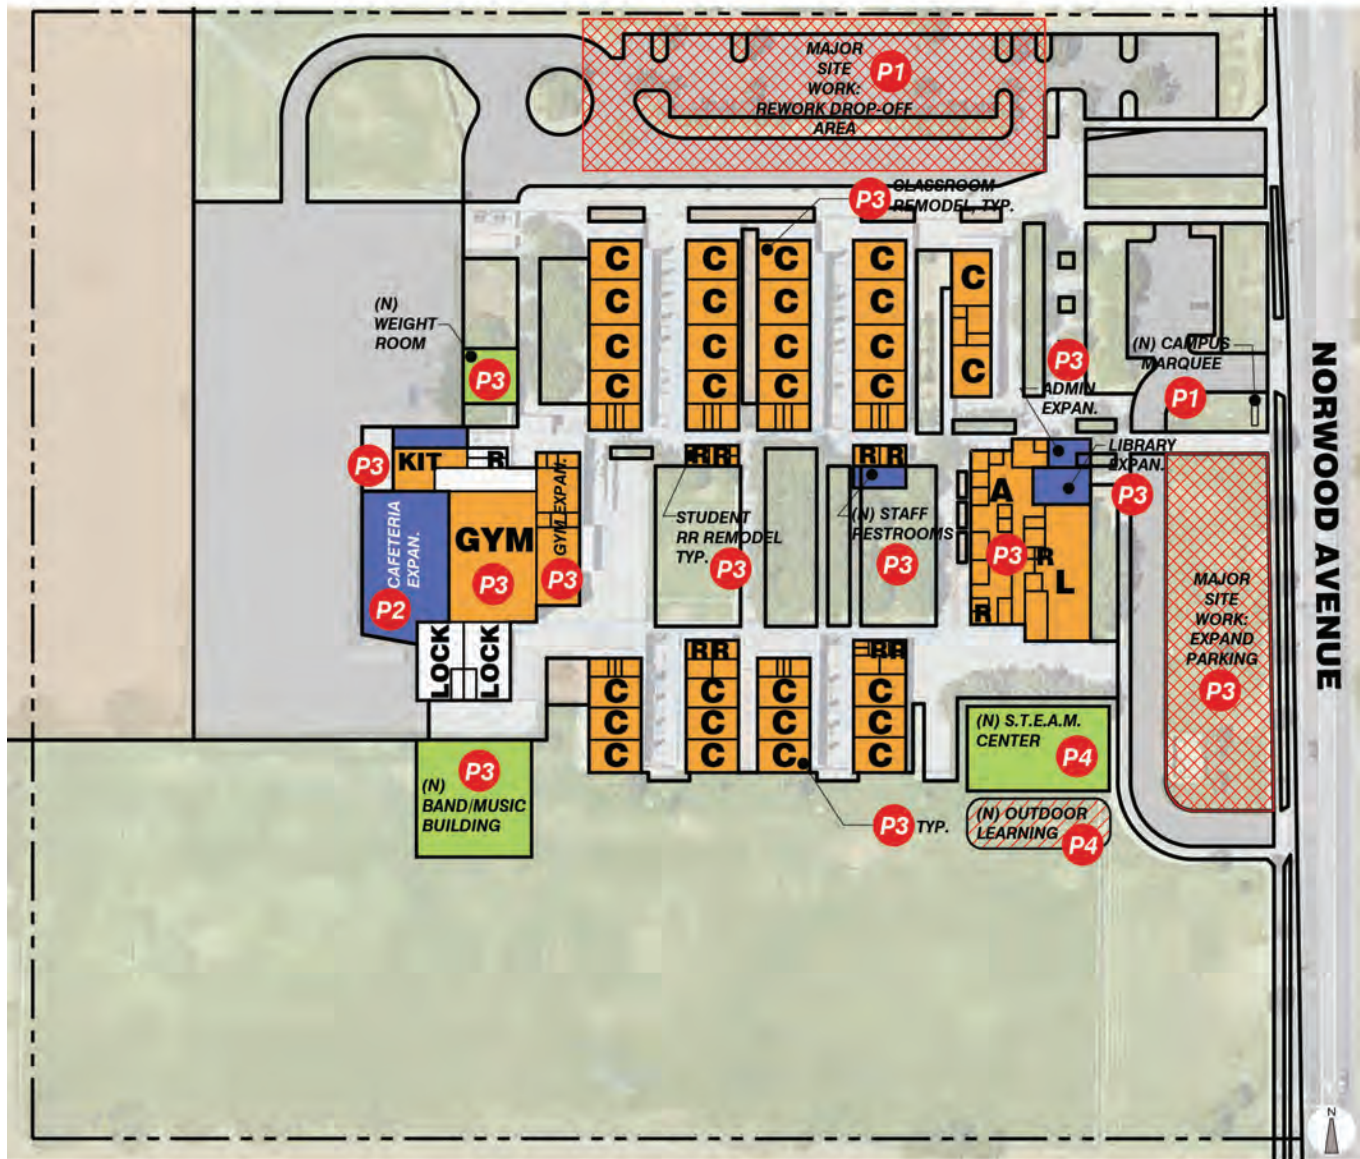 MAJOR
SITE
WORK:
REWORK DROP-OFF
AREA
P1
P3
CLASSROOM
REMODEL, TYP.
C C C C
C C C C C
C C C C
C C C C C
(N)
WEIGHT
ROOM
P3
P3
ADMIN
EXPAN.
(N) CAMPUS
MARQUEE
P1
LIBRARY
EXPAN.
P3
NORWOOD AVENUE
P3
KIT
R
GYM EXPAN.
P3
GYM
P3
CAFETERIA
EXPAN.
P2
LOCK
LOCK
RR
RR
STUDENT
RR REMODEL
TYP.
P3
(N) STAFF
RESTROOMS
P3
A
P3
R
L
R
MAJOR
SITE
WORK:
EXPAND
PARKING
P3
RR
RR
C C C C
C C C C
C C C C
P3 TYP.
(N) S.T.E.A.M.
CENTER
P4
(N) OUTDOOR
LEARNING
P4
P3
(N)
BAND/MUSIC
BUILDING
N